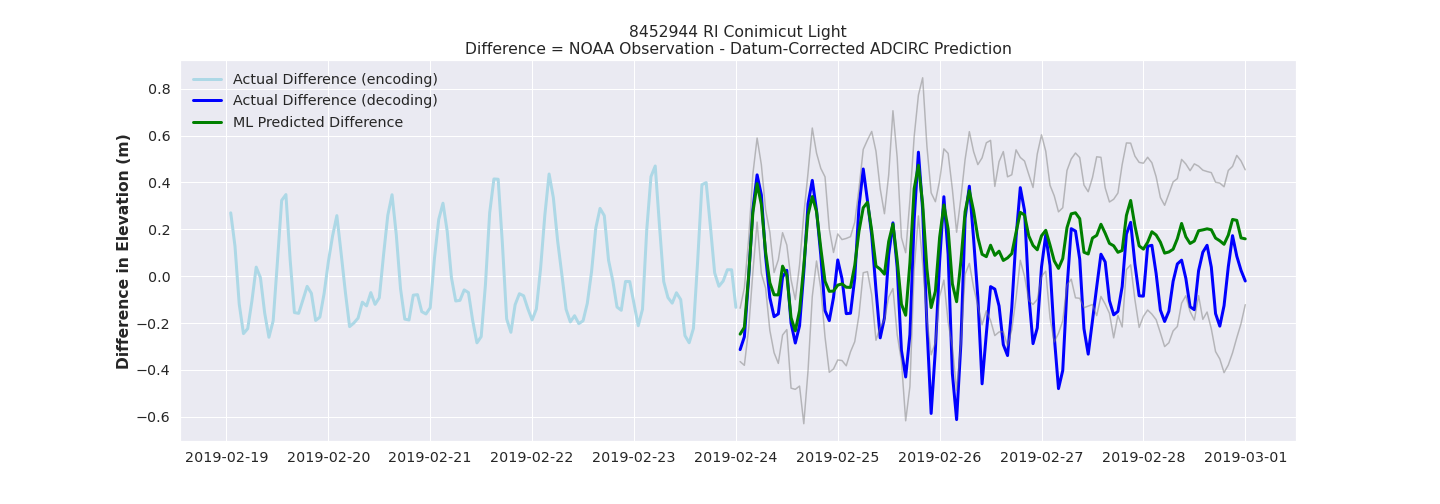 8452944 RI Conimicut Light
Difference = NOAA Observation - Datum-Corrected ADCIRC Prediction
Actual Difference (encoding)
Actual Difference (decoding)
ML Predicted Difference
Difference in Elevation (m)
0.8
0.6
0.4
0.2
0.0
−0.2
−0.4
−0.6
2019-02-19 2019-02-20 2019-02-21 2019-02-22 2019-02-23 2019-02-24 2019-02-25 2019-02-26 2019-02-27 2019-02-28 2019-03-01